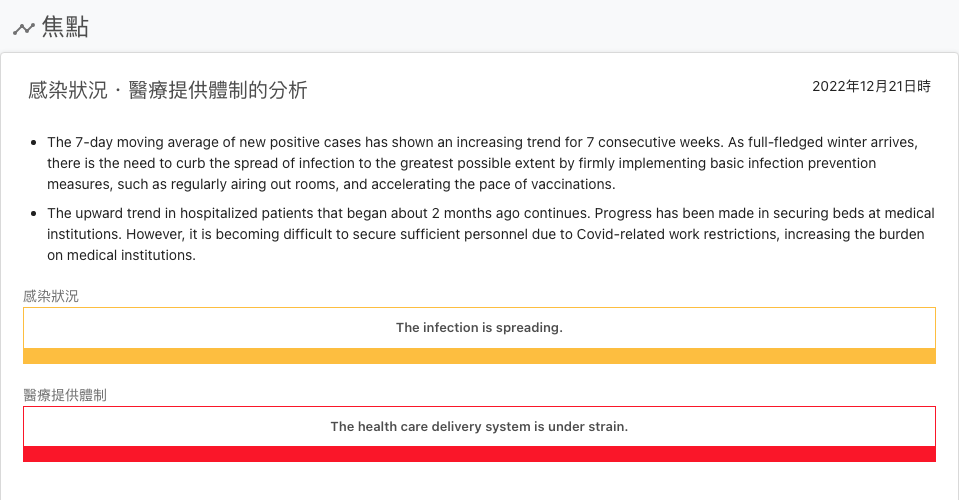 焦點
感染狀況・醫療提供體制的分析
2022年12月21日時
The 7-day moving average of new positive cases has shown an increasing trend for 7 consecutive weeks. As full-fledged winter arrives,
there is the need to curb the spread of infection to the greatest possible extent by firmly implementing basic infection prevention
measures, such as regularly airing out rooms, and accelerating the pace of vaccinations.
The upward trend in hospitalized patients that began about 2 months ago continues. Progress has been made in securing beds at medical
institutions. However, it is becoming difficult to secure sufficient personnel due to Covid-related work restrictions, increasing the burden
on medical institutions.
感染狀況
The infection is spreading.
醫療提供體制
The health care delivery system is under strain.